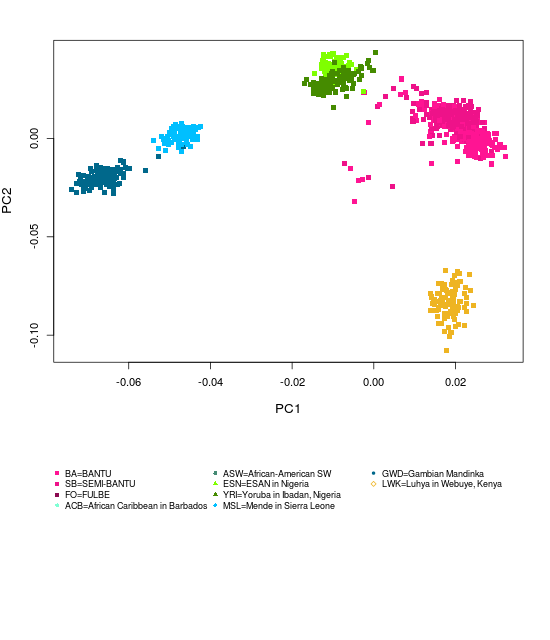 0.00
-0.05
-0.10
PC2
-0.06
-0.04
-0.02
0.00
0.02
PC1
BA=BANTU
SB=SEMI-BANTU
FO=FULBE
ACB=African Caribbean in Barbados
ASW=African-American SW
ESN=ESAN in Nigeria
YRI=Yoruba in Ibadan, Nigeria
MSL=Mende in Sierra Leone
GWD=Gambian Mandinka
LWK=Luhya in Webuye, Kenya